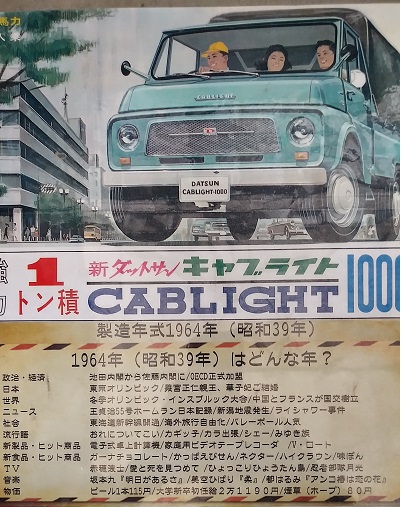 馬力
人
CABLIGHT
DATSUN
CABLIGHT-1000
強 1 新 ダットサン キャブライト
力 トン積 CABLIGHT 1000
製造年式1964年 (昭和39年)
1964年 (昭和39年) はどんな年?
政治・経済 池田内閣から佐藤内閣に/OECD正式加盟
日本 東京オリンピック/義宮正仁親王、華子妃ご結婚
世界 冬季オリンピック・インスブルック大会/中国とフランスが国交樹立
ニュース 王貞治55号ホームラン日本記録/新潟地震発生/ライシャワー事件
社会 東海道新幹線開通/海外旅行自由化/バレーボール人気
流行語 おれについてこい/カギッ子/カラ出張/シェー/みゆき族
新製品・ヒット商品 電子式卓上計算機/家庭用ビデオテープレコーダ /V・ロート
新食品・ヒット商品 ガーナチョコレート/かっぱえびせん/ネクター/ハイクラウン/味ぽん
TV 赤穂浪士/愛と死を見つめて /ひょっこりひょうたん島/忍者部隊月光
音楽 坂本九『明日があるさ』/美空ひばり『柔』/都はるみ『アンコ椿は恋の花』
物価 ビール1本115円/大学新卒初任給2万1190円/煙草(ホープ)80円